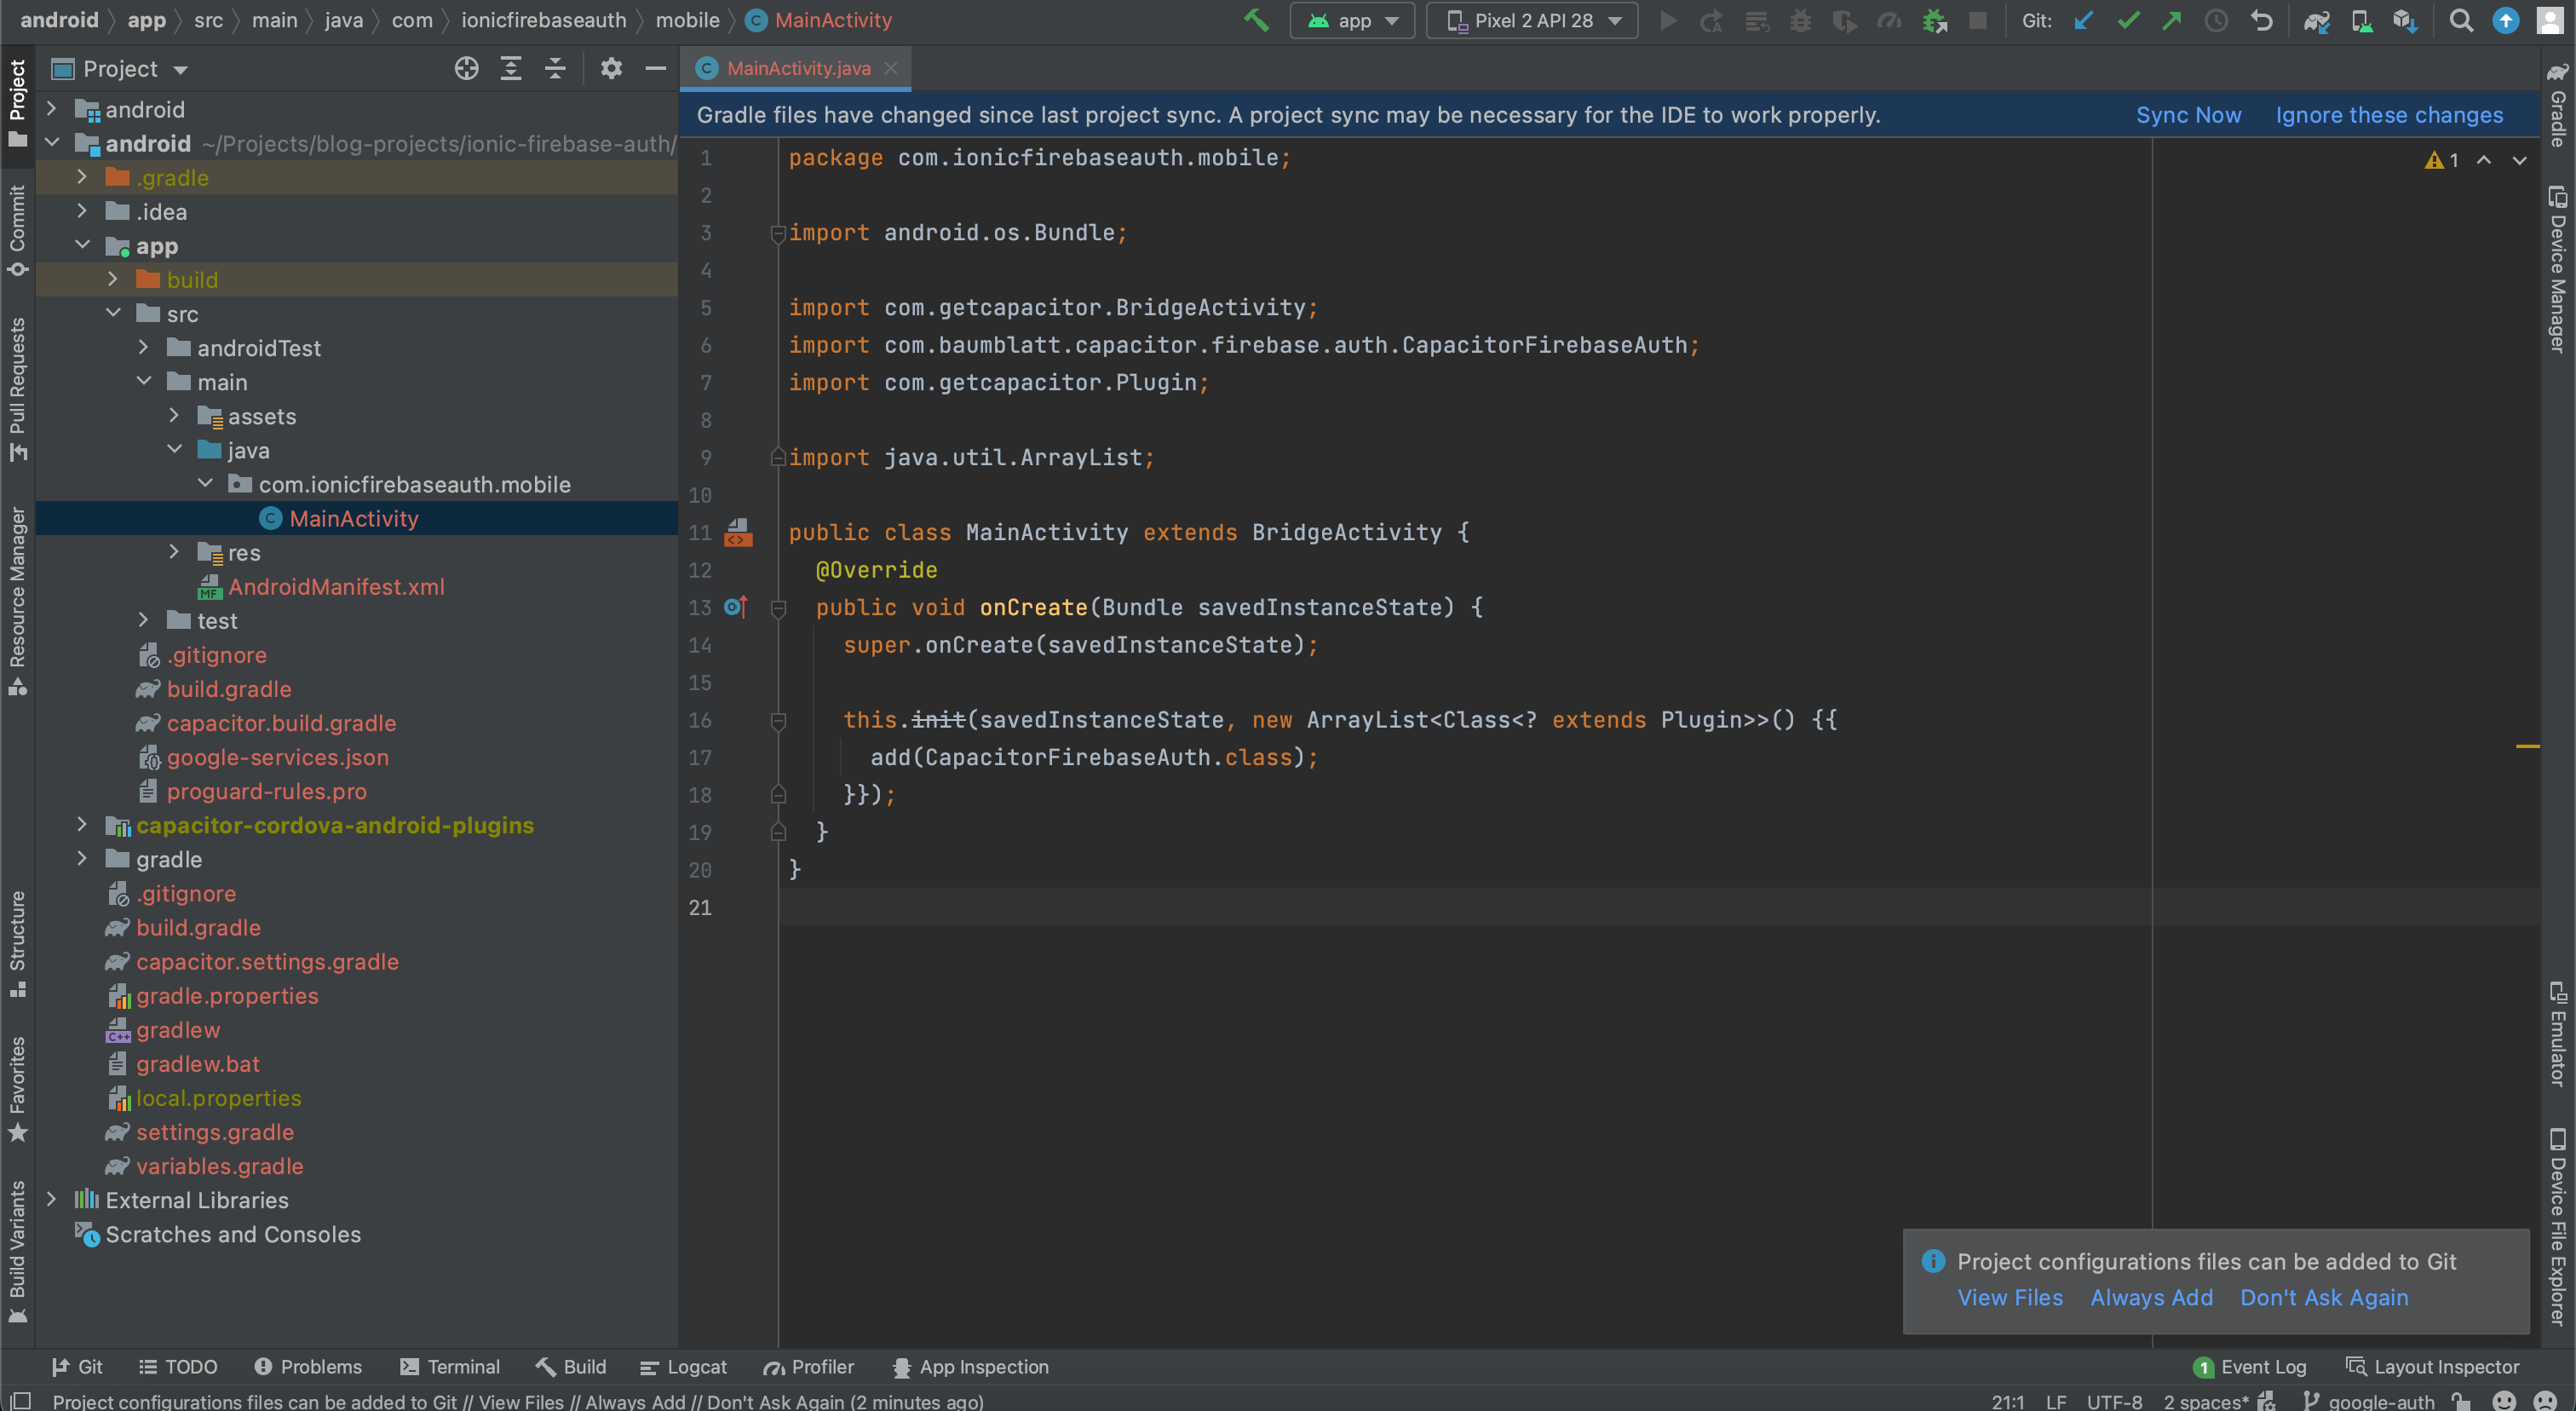 android > app > src > main > java > com > ionicfirebaseauth > mobile > MainActivity
app
Pixel 2 API 28
Git:
Project
MainActivity.java
Gradle files have changed since last project sync. A project sync may be necessary for the IDE to work properly.
Sync Now
Ignore these changes
Project
Commit
Pull Requests
Resource Manager
Structure
Favorites
Build Variants
android
android ~/Projects/blog-projects/ionic-firebase-auth/
.gradle
.idea
app
build
src
androidTest
main
assets
java
com.ionicfirebaseauth.mobile
MainActivity
res
AndroidManifest.xml
test
.gitignore
build.gradle
capacitor.build.gradle
google-services.json
proguard-rules.pro
capacitor-cordova-android-plugins
gradle
.gitignore
build.gradle
capacitor.settings.gradle
gradle.properties
gradlew
gradlew.bat
local.properties
settings.gradle
variables.gradle
External Libraries
Scratches and Consoles
1 package com.ionicfirebaseauth.mobile;
2
3 import android.os.Bundle;
4
5 import com.getcapacitor.BridgeActivity;
6 import com.baumblatt.capacitor.firebase.auth.CapacitorFirebaseAuth;
7 import com.getcapacitor.Plugin;
8
9 import java.util.ArrayList;
10
11 public class MainActivity extends BridgeActivity {
12 @Override
13 public void onCreate(Bundle savedInstanceState) {
14 super.onCreate(savedInstanceState);
15
16 this.init(savedInstanceState, new ArrayList<Class<? extends Plugin>>() {{
17 add(CapacitorFirebaseAuth.class);
18 }});
19 }
20 }
21
1
Gradle
Device Manager
Emulator
Device File Explorer
Project configurations files can be added to Git
View Files
Always Add
Don't Ask Again
Git
TODO
Problems
Terminal
Build
Logcat
Profiler
App Inspection
1 Event Log
Layout Inspector
Project configurations files can be added to Git // View Files // Always Add // Don't Ask Again (2 minutes ago)
21:1 LF UTF-8 2 spaces* google-auth